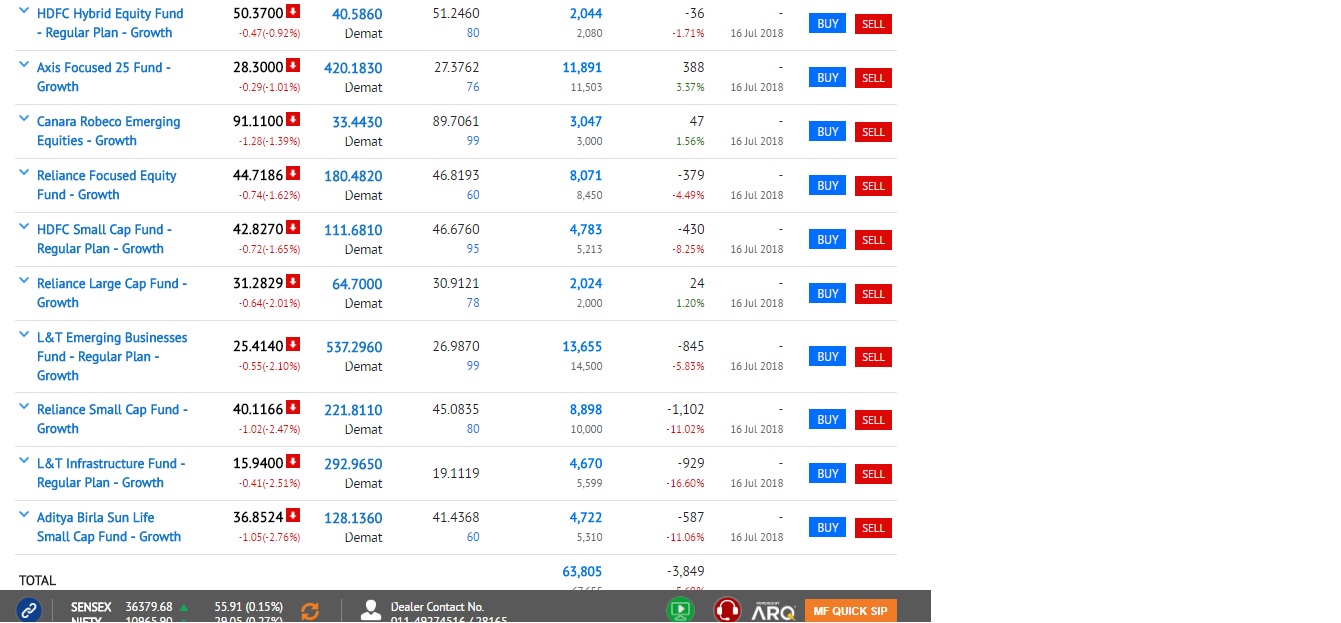 HDFC Hybrid Equity Fund 50.3700 40.5860 51.2460 2,044 -36 - BUY SELL
- Regular Plan - Growth -0.47(-0.92%) Demat 80 2,080 -1.71% 16 Jul 2018
Axis Focused 25 Fund - 28.3000 420.1830 27.3762 11,891 388 - BUY SELL
Growth -0.29(-1.01%) Demat 76 11,503 3.37% 16 Jul 2018
Canara Robeco Emerging 91.1100 33.4430 89.7061 3,047 47 - BUY SELL
Equities - Growth -1.28(-1.39%) Demat 99 3,000 1.56% 16 Jul 2018
Reliance Focused Equity 44.7186 180.4820 46.8193 8,071 -379 - BUY SELL
Fund - Growth -0.74(-1.62%) Demat 60 8,450 -4.49% 16 Jul 2018
HDFC Small Cap Fund - 42.8270 111.6810 46.6760 4,783 -430 - BUY SELL
Regular Plan - Growth -0.72(-1.65%) Demat 95 5,213 -8.25% 16 Jul 2018
Reliance Large Cap Fund - 31.2829 64.7000 30.9121 2,024 24 - BUY SELL
Growth -0.64(-2.01%) Demat 78 2,000 1.20% 16 Jul 2018
L&T Emerging Businesses
Fund - Regular Plan - 25.4140 537.2960 26.9870 13,655 -845 - BUY SELL
Growth -0.55(-2.10%) Demat 99 14,500 -5.83% 16 Jul 2018
Reliance Small Cap Fund - 40.1166 221.8110 45.0835 8,898 -1,102 - BUY SELL
Growth -1.02(-2.47%) Demat 80 10,000 -11.02% 16 Jul 2018
L&T Infrastructure Fund - 15.9400 292.9650 19.1119 4,670 -929 - BUY SELL
Regular Plan - Growth -0.41(-2.51%) Demat 5,599 -16.60% 16 Jul 2018
Aditya Birla Sun Life 36.8524 128.1360 41.4368 4,722 -587 - BUY SELL
Small Cap Fund - Growth -1.05(-2.76%) Demat 60 5,310 -11.06% 16 Jul 2018
TOTAL 63,805 -3,849
SENSEX 36379.68 55.91 (0.15%) Dealer Contact No. POWERED BY ARQ MF QUICK SIP
NIFTY 10965.90 29.05 (0.27%) 011-49274516 / 28165